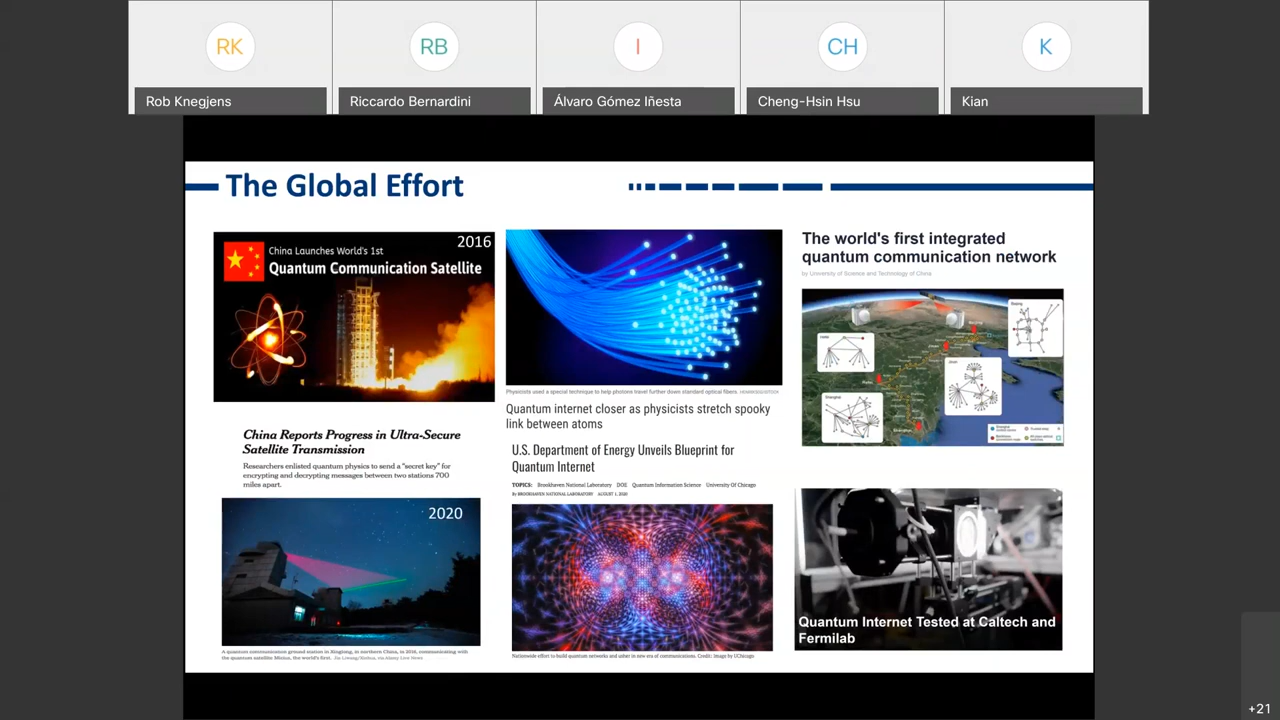 RK
RB
I
CH
K
Rob Knegjens
Riccardo Bernardini
Álvaro Gómez Iñesta
Cheng-Hsin Hsu
Kian
The Global Effort
2016
China Launches World's 1st
Quantum Communication Satellite
China Reports Progress in Ultra-Secure
Satellite Transmission
Researchers enlisted quantum physics to send a "secret key" for
encrypting and decrypting messages between two stations 700
miles apart.
2020
A quantum communication ground station in Xinglong, in northern China, in 2016, communicating with
the quantum satellite Micius, the world's first. Jin Liwang/Xinhua, via Alamy Live News
Physicists used a special technique to help photons travel further down standard optical fibers.
Quantum internet closer as physicists stretch spooky
link between atoms
U.S. Department of Energy Unveils Blueprint for
Quantum Internet
TOPICS: Brookhaven National Laboratory DOE Quantum Information Science University Of Chicago
By BROOKHAVEN NATIONAL LABORATORY AUGUST 1, 2020
Nationwide effort to build quantum networks and usher in new era of communications. Credit: Image by UChicago
The world's first integrated
quantum communication network
by University of Science and Technology of China
Quantum Internet Tested at Caltech and
Fermilab
+21